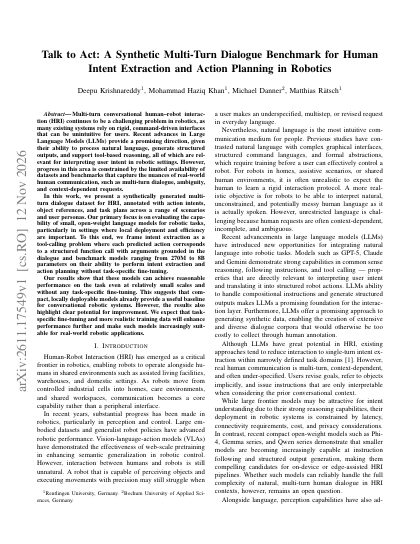 Talk to Act: A Synthetic Multi-Turn Dialogue Benchmark for Human
Intent Extraction and Action Planning in Robotics
Deepu Krishnareddy¹, Mohammad Haziq Khan¹, Michael Danner², Matthias Rätsch¹
arXiv:2611.17549v1 [cs.RO] 12 Nov 2026
Abstract—Multi-turn conversational human-robot interac-
tion (HRI) continues to be a challenging problem in robotics, as
many existing systems rely on rigid, command-driven interfaces
that can be unintuitive for users. Recent advances in Large
Language Models (LLMs) provide a promising direction, given
their ability to process natural language, generate structured
outputs, and support tool-based reasoning, all of which are rel-
evant for interpreting user intent in robotic settings. However,
progress in this area is constrained by the limited availability of
datasets and benchmarks that capture the nuances of real-world
human communication, such as multi-turn dialogue, ambiguity,
and context-dependent requests.
In this work, we present a synthetically generated
multi-turn dataset for HRI, annotated with action intents,
object references, and task plans across a range of scenarios
and user personas. Our primary focus is on evaluating the capa-
bility of small, open-weight language models for robotic tasks,
particularly in settings where local deployment and efficiency
are important. To this end, we frame intent extraction as a
tool-calling problem where each predicted action corresponds
to a structured function call with arguments grounded in the
dialogue and benchmark models ranging from 270M to 8B
parameters on their ability to perform intent extraction and
action planning without task-specific fine-tuning.
Our results show that these models can achieve reasonable
performance on the task even at relatively small scales and
without any task-specific fine-tuning. This suggests that com-
pact, locally deployable models already provide a useful baseline
for conversational robotic systems. However, the results also
highlight clear potential for improvement. We expect that task-
specific fine-tuning and more realistic training data will enhance
performance further and make models increasingly suit-
able for real-world robotic applications.
I. INTRODUCTION
Human-Robot Interaction (HRI) has emerged as a critical
frontier in robotics, enabling robots to operate alongside hu-
mans in shared environments such as assisted living facilities,
warehouses, and domestic settings. As robots move from
controlled industrial cells into homes, care environments,
and shared workspaces, communication becomes a core
capability rather than a peripheral interface.
In recent years, substantial progress has been made in
robotics, particularly in perception and control. Large em-
bodied datasets and generalist robot policies have advanced
robotic performance. Vision-language-action models (VLAs)
have demonstrated the effectiveness of web-scale pretraining
in enhancing semantic generalization in robotic control.
However, interaction between humans and robots is still
unnatural. A robot that is capable of perceiving objects and
executing movements with precision may still struggle when
¹Reutlingen University, Germany ²Bochum University of Applied Sci-
ences, Germany
a user makes an underspecified, multistep, or revised request
in everyday language.
Nevertheless, natural language is the most intuitive com-
munication medium for people. Previous studies have con-
trasted natural language with complex graphical interfaces,
structured command languages, and formal abstractions,
which require training before a user can effectively control a
robot. For robots in homes, assistive scenarios, or shared
human environments, it is often unrealistic to expect the
human to learn a rigid interaction protocol. A more real-
istic objective is for robots to be able to interpret natural,
unconstrained, and potentially messy human language as it
is actually spoken. However, unrestricted language is chal-
lenging because human requests are often context-dependent,
incomplete, and ambiguous.
Recent advancements in large language models (LLMs)
have introduced new opportunities for integrating natural
language into robotic tasks. Models such as GPT-5, Claude
and Gemini demonstrate strong capabilities in common sense
reasoning, following instructions, and tool calling — prop-
erties that are directly relevant to interpreting user intent
and translating it into structured robot actions. LLMs ability
to handle compositional instructions and generate structured
outputs makes LLMs a promising foundation for the interac-
tion layer. Furthermore, LLMs offer a promising approach to
generating synthetic data, enabling the creation of extensive
and diverse dialogue corpora that would otherwise be too
costly to collect through human annotation.
Although LLMs have great potential in HRI, existing
approaches tend to reduce interaction to single-turn intent ex-
traction within narrowly defined task domains [1]. However,
real human communication is multi-turn, context-dependent,
and often under-specified. Users revise goals, refer to objects
implicitly, and issue instructions that are only interpretable
when considering the prior conversational context.
While large frontier models may be attractive for intent
understanding due to their strong reasoning capabilities, their
deployment in robotic systems is constrained by latency,
connectivity requirements, cost, and privacy considerations.
In contrast, recent compact open-weight models such as Phi-
4, Gemma series, and Qwen series demonstrate that smaller
models are becoming increasingly capable at instruction
following and structured output generation, making them
compelling candidates for on-device or edge-assisted HRI
pipelines. Whether such models can reliably handle the full
complexity of natural, multi-turn human dialogue in HRI
contexts, however, remains an open question.
Alongside language, perception capabilities have also ad-